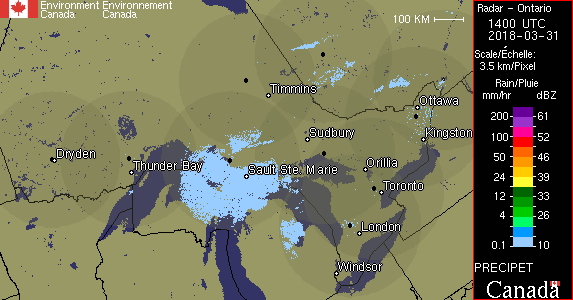 Environment Environnement
Canada Canada
100 KM
Timmins
Ottawa
Sudbury
Kingston
Dryden
Thunder Bay
Sault Ste. Marie
Orillia
Toronto
London
Windsor
Radar - Ontario
1400 UTC
2018-03-31
Scale/Échelle:
3.5 km/Pixel
Rain/Pluie
mm/hr dBZ
200 61
100 52
50 46
24 39
12 33
4 26
0.1 10
PRECIPET
Canada